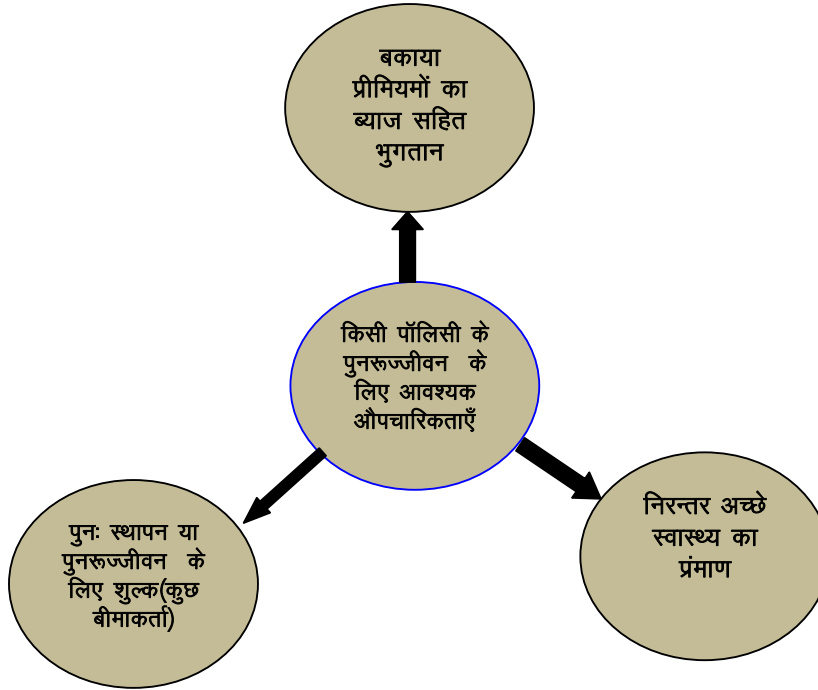 बकाया
प्रीमियमों का
ब्याज सहित
भुगतान
किसी पॉलिसी के
पुनरूज्जीवन के
लिए आवश्यक
औपचारिकताएँ
पुनः स्थापन या
पुनरूज्जीवन के
लिए शुल्क(कुछ
बीमाकर्ता)
निरन्तर अच्छे
स्वास्थ्य का
प्रंमाण